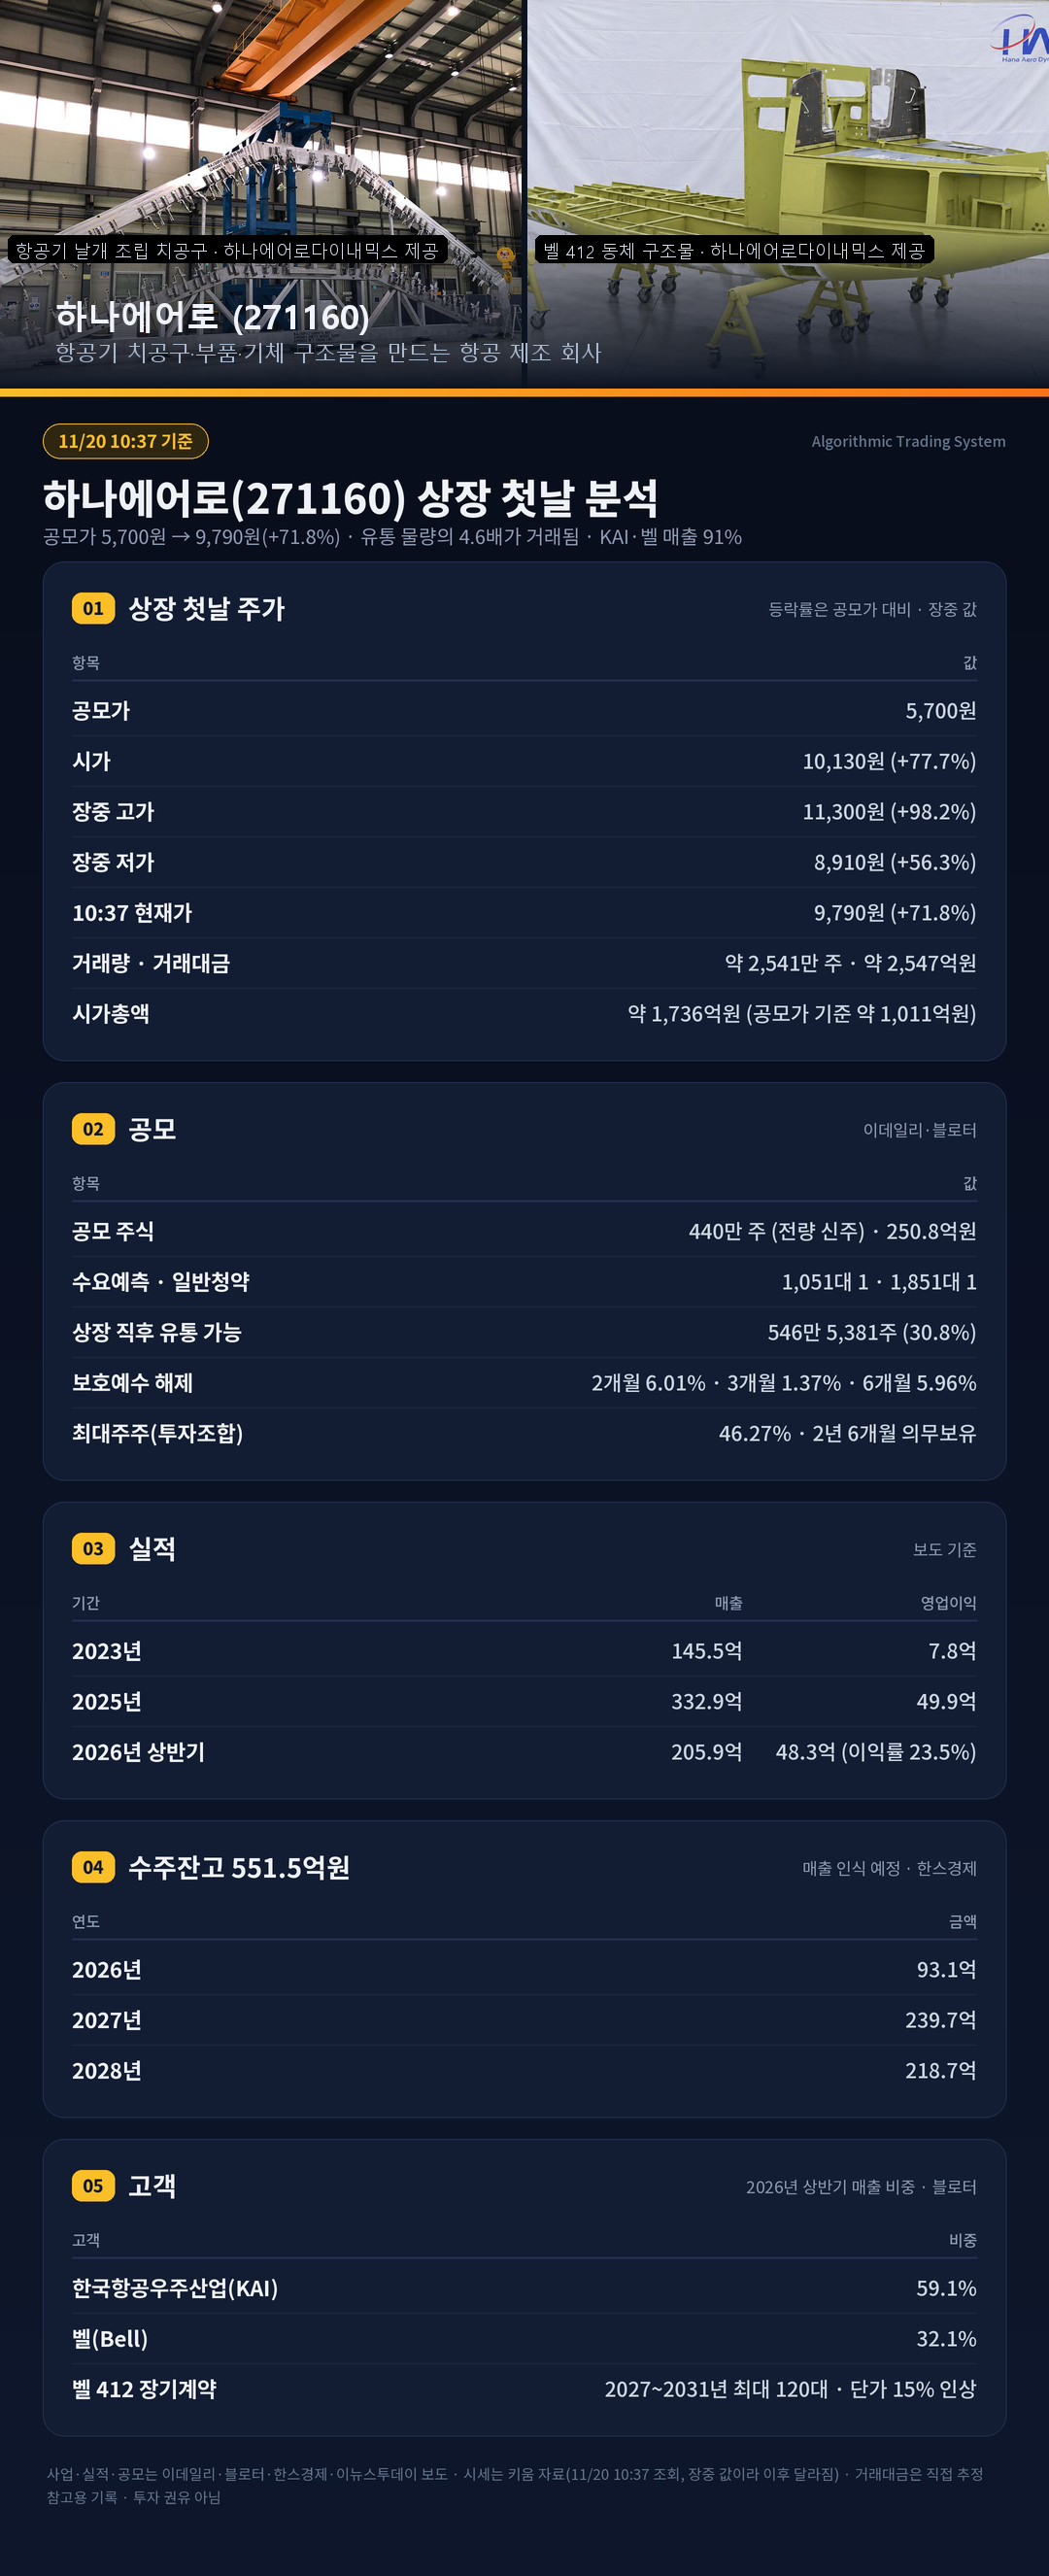 항공기 날개 조립 치공구 · 하나에어로다이내믹스 제공
벨 412 동체 구조물 · 하나에어로다이내믹스 제공
Hana Aero
하나에어로 (271160)
항공기 치공구·부품·기체 구조물을 만드는 항공 제조 회사
11/20 10:37 기준
Algorithmic Trading System
하나에어로(271160) 상장 첫날 분석
공모가 5,700원 → 9,790원(+71.8%) · 유통 물량의 4.6배가 거래됨 · KAI·벨 매출 91%
01 상장 첫날 주가 등락률은 공모가 대비 · 장중 값
항목 값
공모가 5,700원
시가 10,130원 (+77.7%)
장중 고가 11,300원 (+98.2%)
장중 저가 8,910원 (+56.3%)
10:37 현재가 9,790원 (+71.8%)
거래량 · 거래대금 약 2,541만 주 · 약 2,547억원
시가총액 약 1,736억원 (공모가 기준 약 1,011억원)
02 공모 이데일리·블로터
항목 값
공모 주식 440만 주 (전량 신주) · 250.8억원
수요예측 · 일반청약 1,051대 1 · 1,851대 1
상장 직후 유통 가능 546만 5,381주 (30.8%)
보호예수 해제 2개월 6.01% · 3개월 1.37% · 6개월 5.96%
최대주주(투자조합) 46.27% · 2년 6개월 의무보유
03 실적 보도 기준
기간 매출 영업이익
2023년 145.5억 7.8억
2025년 332.9억 49.9억
2026년 상반기 205.9억 48.3억 (이익률 23.5%)
04 수주잔고 551.5억원 매출 인식 예정 · 한스경제
연도 금액
2026년 93.1억
2027년 239.7억
2028년 218.7억
05 고객 2026년 상반기 매출 비중 · 블로터
고객 비중
한국항공우주산업(KAI) 59.1%
벨(Bell) 32.1%
벨 412 장기계약 2027~2031년 최대 120대 · 단가 15% 인상
사업·실적·공모는 이데일리·블로터·한스경제·이뉴스투데이 보도 · 시세는 키움 자료(11/20 10:37 조회, 장중 값이라 이후 달라짐) · 거래대금은 직접 추정
참고용 기록 · 투자 권유 아님